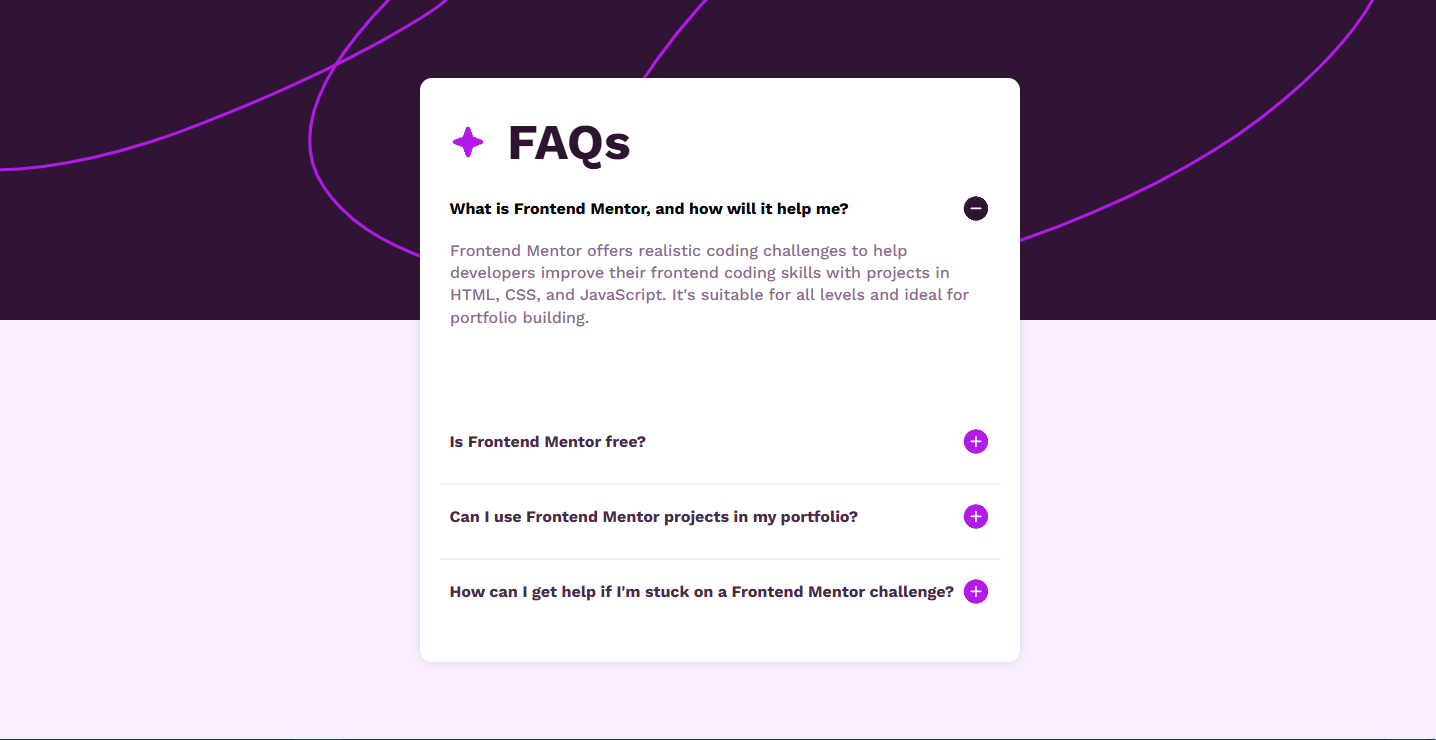 FAQs
What is Frontend Mentor, and how will it help me?
Frontend Mentor offers realistic coding challenges to help
developers improve their frontend coding skills with projects in
HTML, CSS, and JavaScript. It's suitable for all levels and ideal for
portfolio building.
Is Frontend Mentor free?
Can I use Frontend Mentor projects in my portfolio?
How can I get help if I'm stuck on a Frontend Mentor challenge?